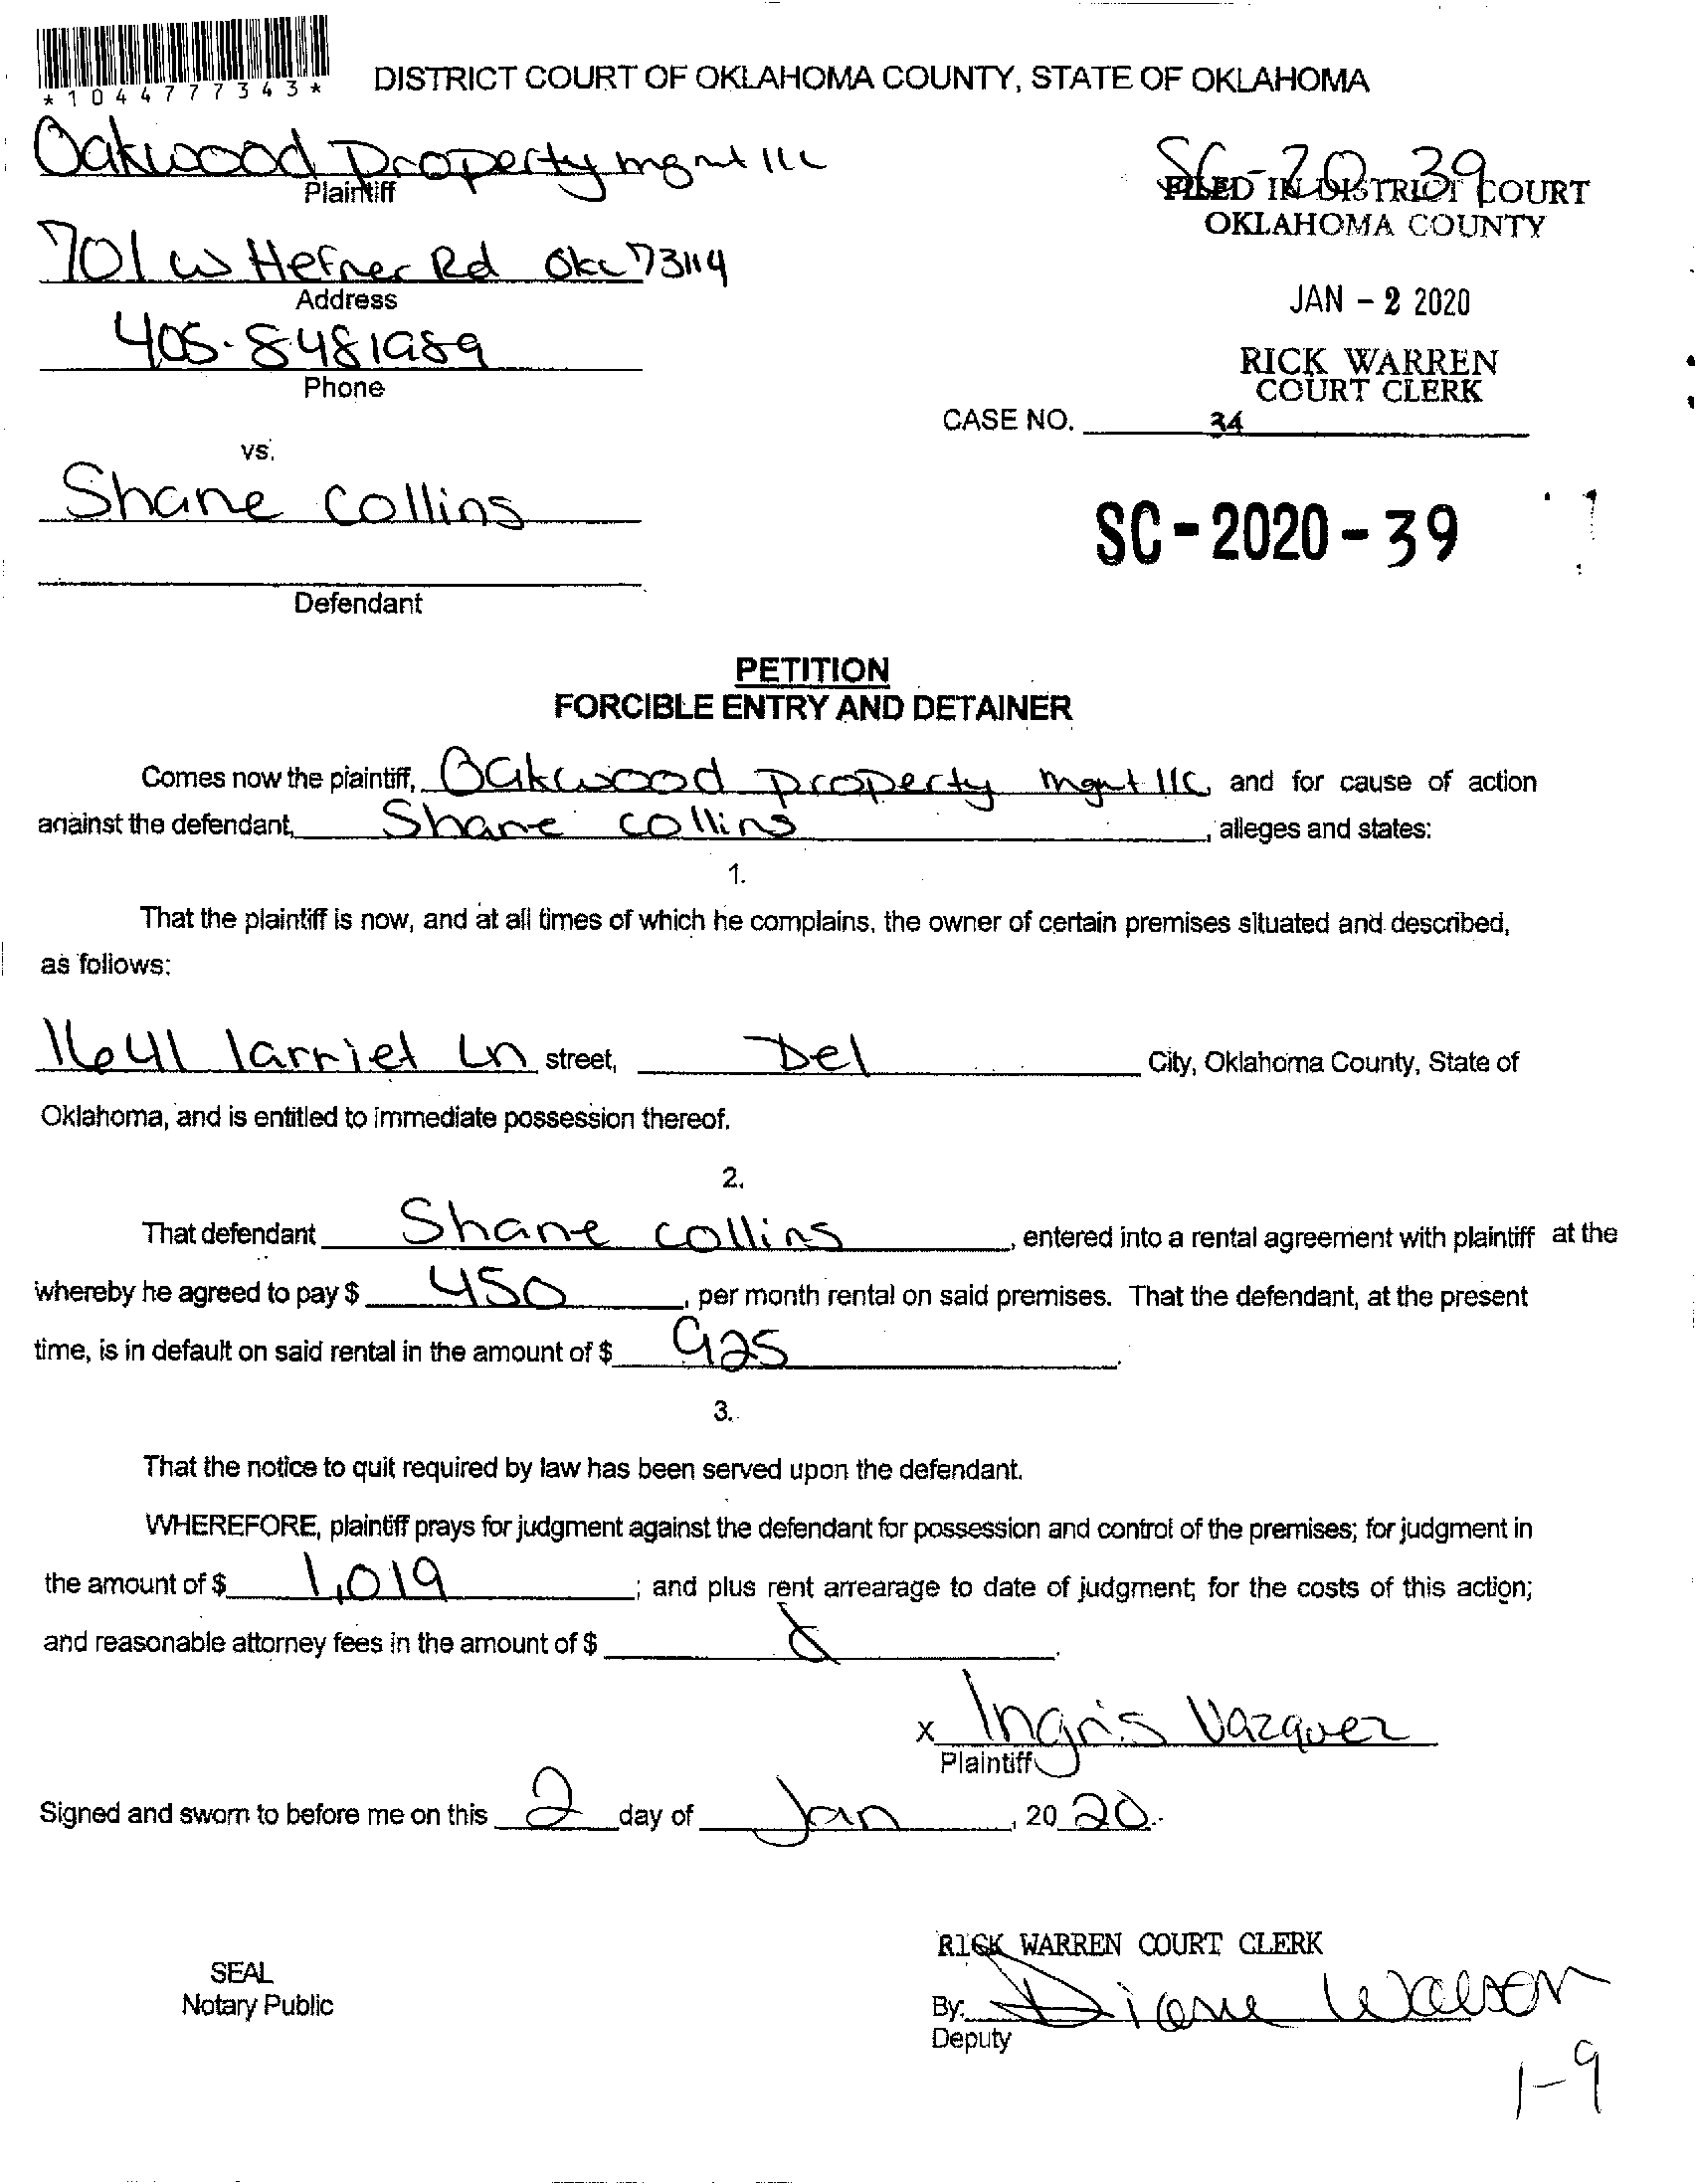 *1044777343*
DISTRICT COURT OF OKLAHOMA COUNTY, STATE OF OKLAHOMA
Oakwood Property mgmt llc
Plaintiff
SC-20-39
FILED IN DISTRICT COURT
OKLAHOMA COUNTY
701 W Hefner Rd Okc 73114
Address
JAN - 2 2020
405-8481989
Phone
RICK WARREN
COURT CLERK
CASE NO. 34
vs.
Shane Collins
SC-2020-39
Defendant
PETITION
FORCIBLE ENTRY AND DETAINER
Comes now the plaintiff, Oakwood property mgmt llc and for cause of action
against the defendant, Shane collins, alleges and states:
1.
That the plaintiff is now, and at all times of which he complains, the owner of certain premises situated and described,
as follows:
1641 larriet Ln street, Del City, Oklahoma County, State of
Oklahoma, and is entitled to immediate possession thereof.
2.
That defendant Shane collins, entered into a rental agreement with plaintiff at the
whereby he agreed to pay $ 450, per month rental on said premises. That the defendant, at the present
time, is in default on said rental in the amount of $ 925.
3.
That the notice to quit required by law has been served upon the defendant.
WHEREFORE, plaintiff prays for judgment against the defendant for possession and control of the premises; for judgment in
the amount of $ 1,019; and plus rent arrearage to date of judgment; for the costs of this action;
and reasonable attorney fees in the amount of $
x Ingris Vazquez
Plaintiff
Signed and sworn to before me on this 2 day of Jan, 20 20.
RICK WARREN COURT CLERK
SEAL
Notary Public
By: Diane Walson
Deputy
1-9